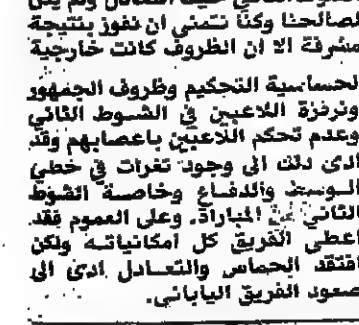 لصالحنا وكنا نتمنى ان نفوز بنتيجة
مشرفة الا ان الظروف كانت خارجية
لحساسية التحكيم وظروف الجمهور
ونرفزة اللاعبين في الشوط الثاني
وعدم تحكم اللاعبين باعصابهم وقد
ادى ذلك الى وجود ثغرات في خطي
الوسط والدفاع وخاصة الشوط
الثاني من المباراة. وعلى العموم فقد
اعطى الفريق كل امكانياته ولكن
افتقد الحماس والتعادل ادى الى
صعود الفريق الياباني.